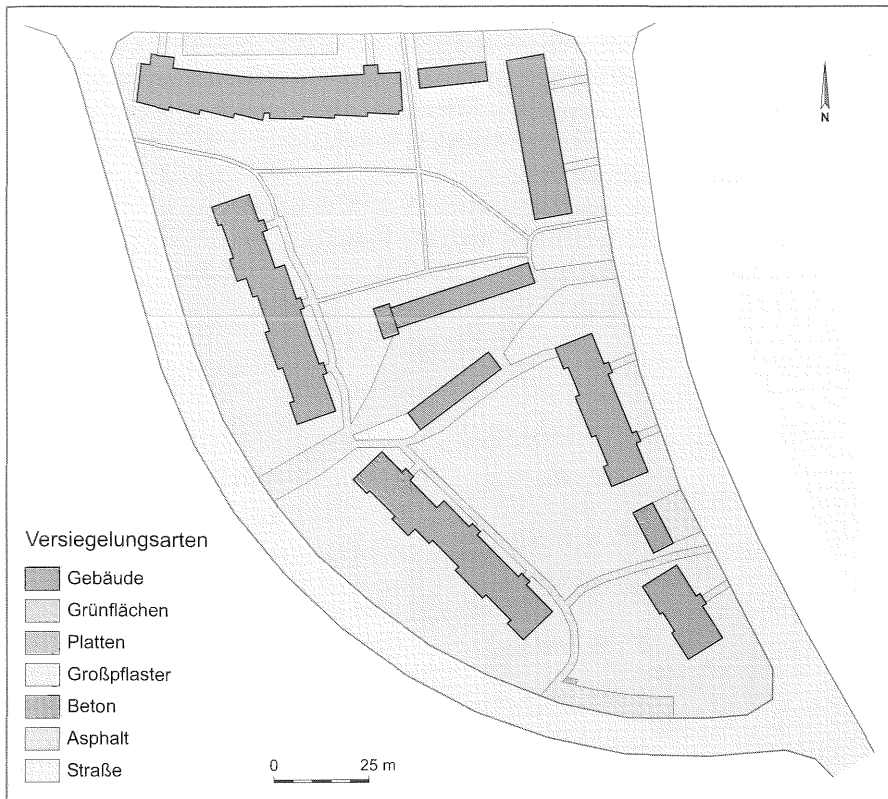 N
Versiegelungsarten
Gebäude
Grünflächen
Platten
Großpflaster
Beton
Asphalt
Straße
0 25 m